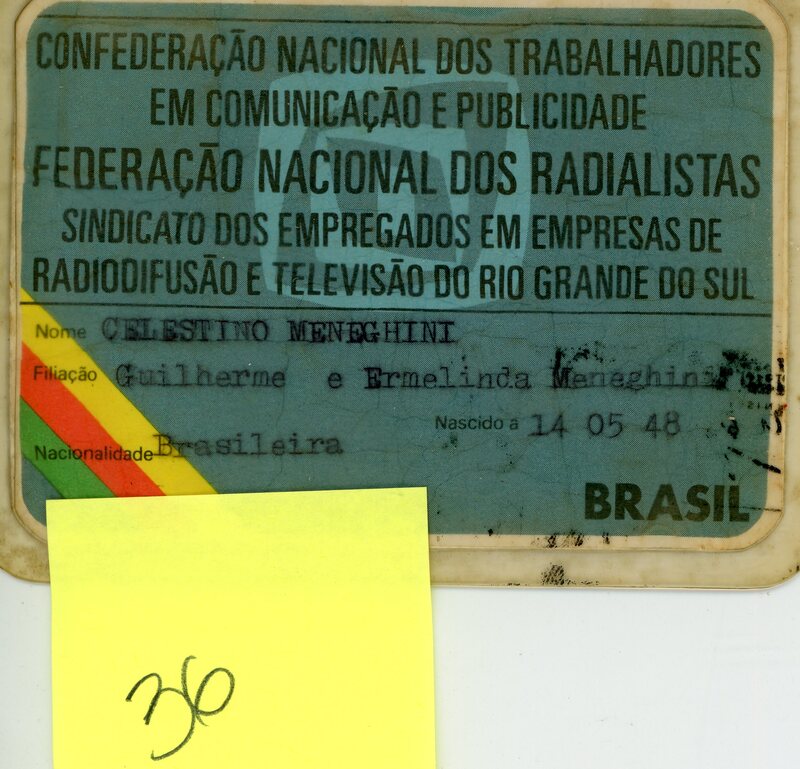 CONFEDERAÇÃO NACIONAL DOS TRABALHADORES
EM COMUNICAÇÃO E PUBLICIDADE
FEDERAÇÃO NACIONAL DOS RADIALISTAS
SINDICATO DOS EMPREGADOS EM EMPRESAS DE
RADIODIFUSÃO E TELEVISÃO DO RIO GRANDE DO SUL
Nome CELESTINO MENEGHINI
Filiação Guilherme e Ermelinda Meneghini
Nascido a 14 05 48
Nacionalidade Brasileira
BRASIL
36